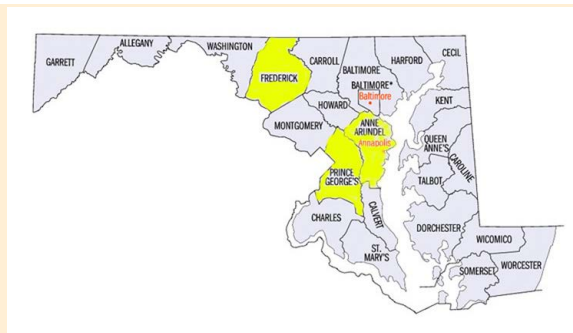 ALLEGANY
WASHINGTON
GARRETT
FREDERICK
CARROLL
BALTIMORE
HARFORD
CECIL
BALTIMORE*
Baltimore
HOWARD
KENT
MONTGOMERY
ANNE
ARUNDEL
Annapolis
QUEEN
ANNE'S
CAROLINE
PRINCE
GEORGE'S
TALBOT
CALVERT
CHARLES
ST.
MARY'S
DORCHESTER
WICOMICO
SOMERSET
WORCESTER